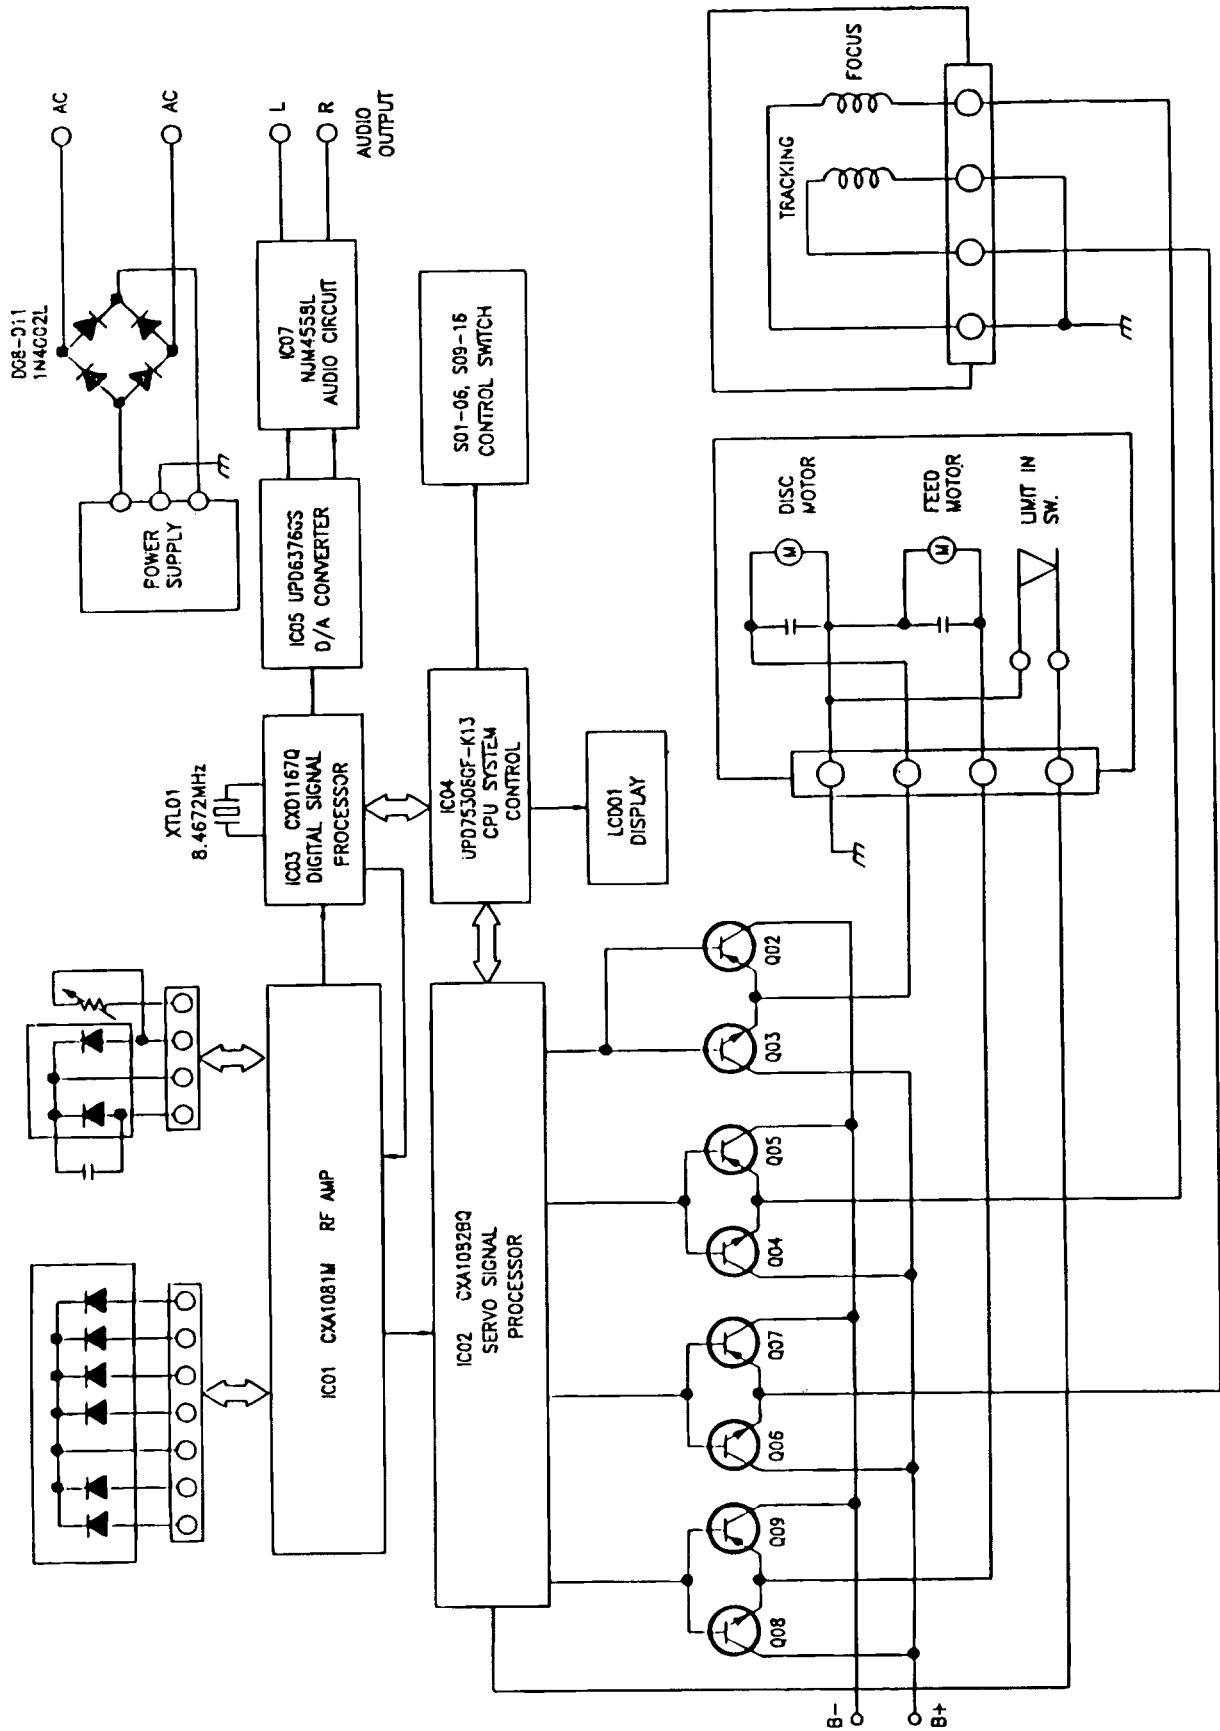 D08-D11
1N4002L
AC
AC
POWER
SUPPLY
L
R
AUDIO
OUTPUT
IC07
NJM4558L
AUDIO CIRCUIT
IC05 UPD6376GS
D/A CONVERTER
XTL01
8.4672MHz
IC03 CXD1167Q
DIGITAL SIGNAL
PROCESSOR
IC01 CXA1081M RF AMP
S01-06, S09-16
CONTROL SWITCH
IC04
UPD75308GF-K13
CPU SYSTEM
CONTROL
LCD01
DISPLAY
IC02 CXA1082BQ
SERVO SIGNAL
PROCESSOR
Q02
Q03
Q05
Q04
Q07
Q06
Q09
Q08
B-
B+
FOCUS
TRACKING
DISC
MOTOR
M
FEED
MOTOR
M
LIMIT IN
SW.